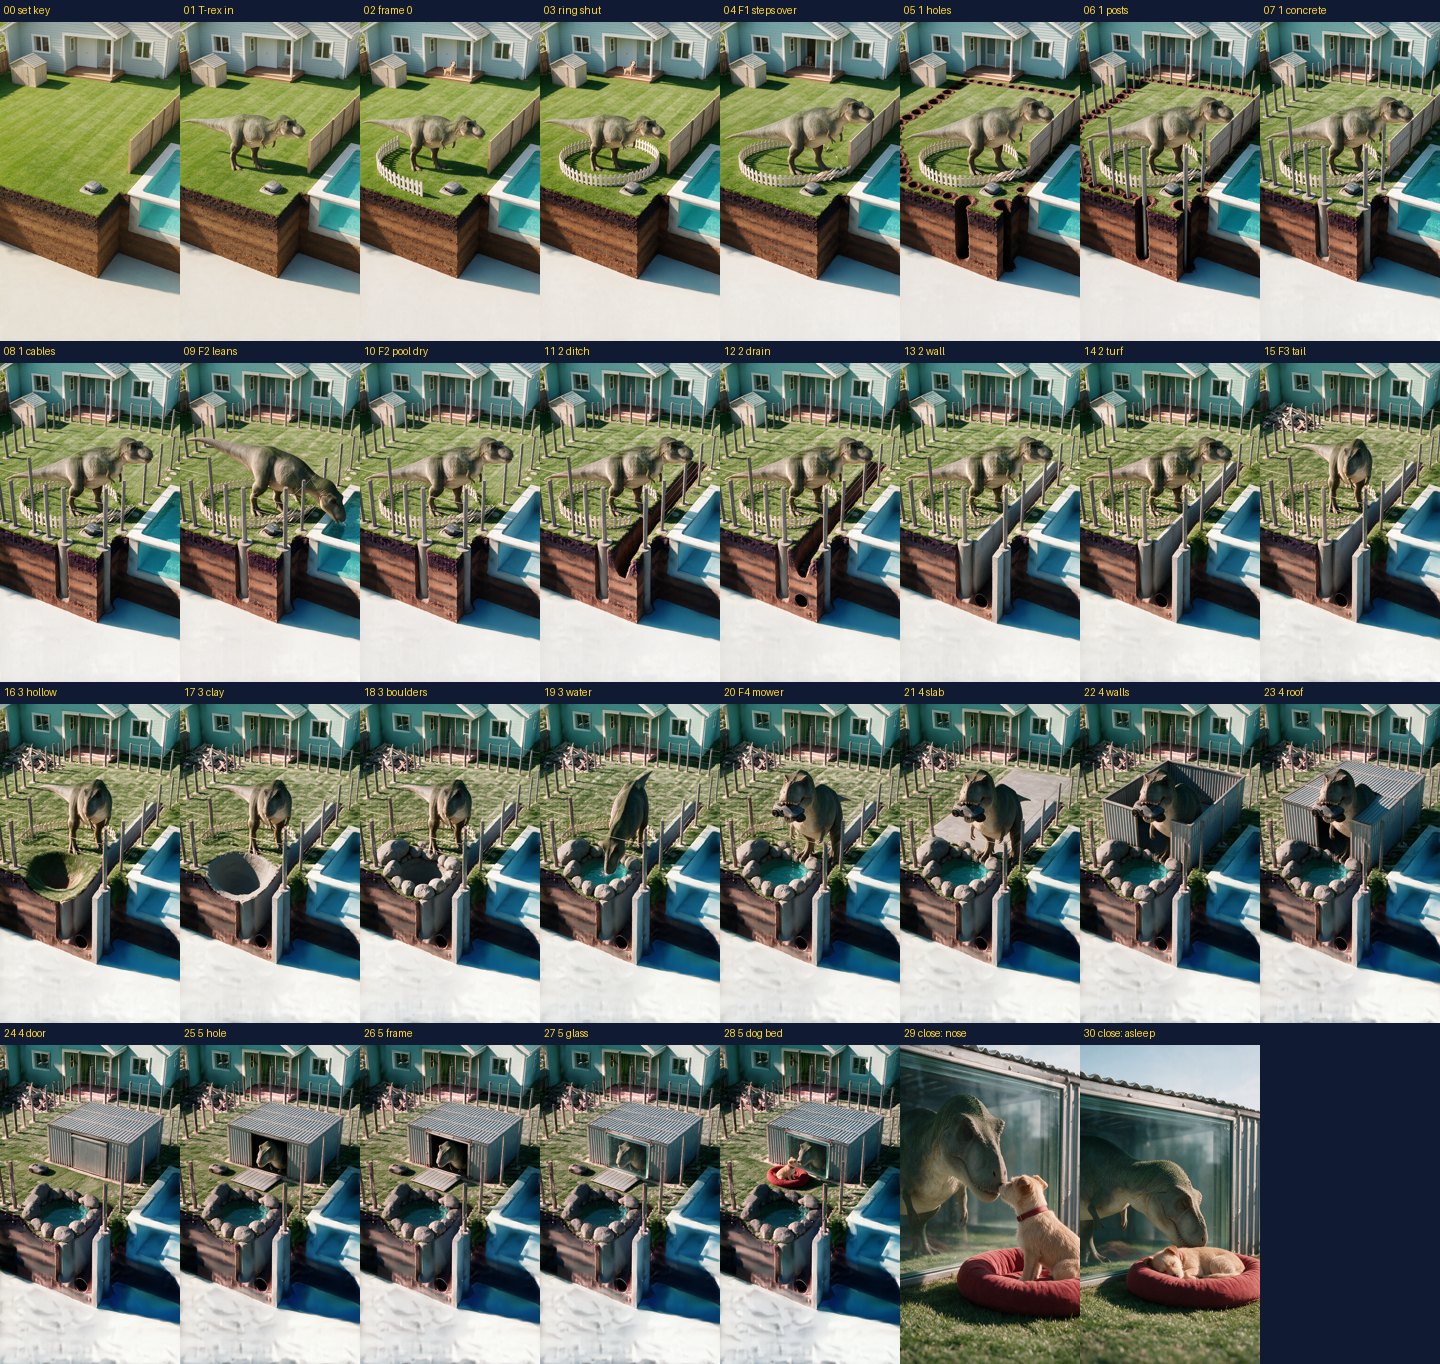 00 set key
01 T-rex in
02 frame 0
03 ring shut
04 F1 steps over
05 1 holes
06 1 posts
07 1 concrete
08 1 cables
09 F2 leans
10 F2 pool dry
11 2 ditch
12 2 drain
13 2 wall
14 2 turf
15 F3 tail
16 3 hollow
17 3 clay
18 3 boulders
19 3 water
20 F4 mower
21 4 slab
22 4 walls
23 4 roof
24 4 door
25 5 hole
26 5 frame
27 5 glass
28 5 dog bed
29 close: nose
30 close: asleep